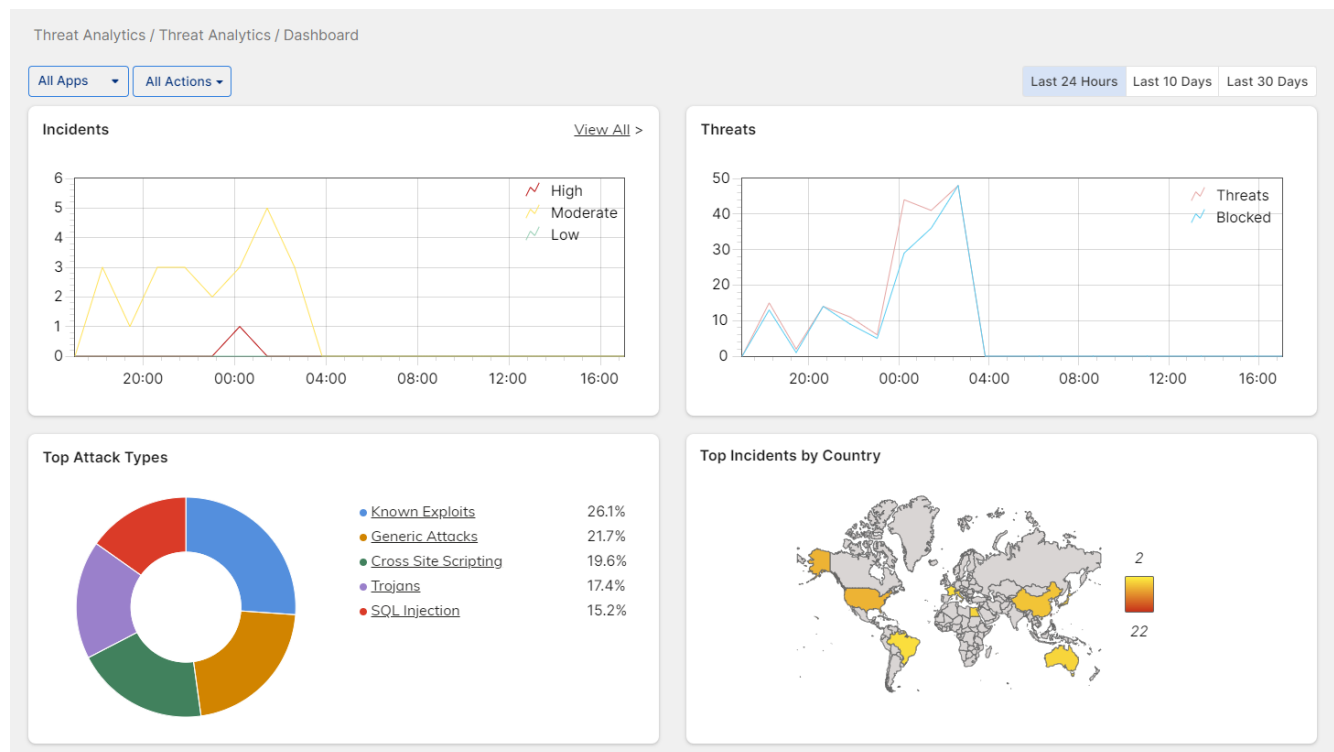 Threat Analytics / Threat Analytics / Dashboard
All Apps
All Actions
Last 24 Hours
Last 10 Days
Last 30 Days
Incidents
View All >
6
5
4
3
2
1
0
High
Moderate
Low
20:00
00:00
04:00
08:00
12:00
16:00
Threats
50
40
30
20
10
0
Threats
Blocked
20:00
00:00
04:00
08:00
12:00
16:00
Top Attack Types
Known Exploits 26.1%
Generic Attacks 21.7%
Cross Site Scripting 19.6%
Trojans 17.4%
SQL Injection 15.2%
Top Incidents by Country
2
22